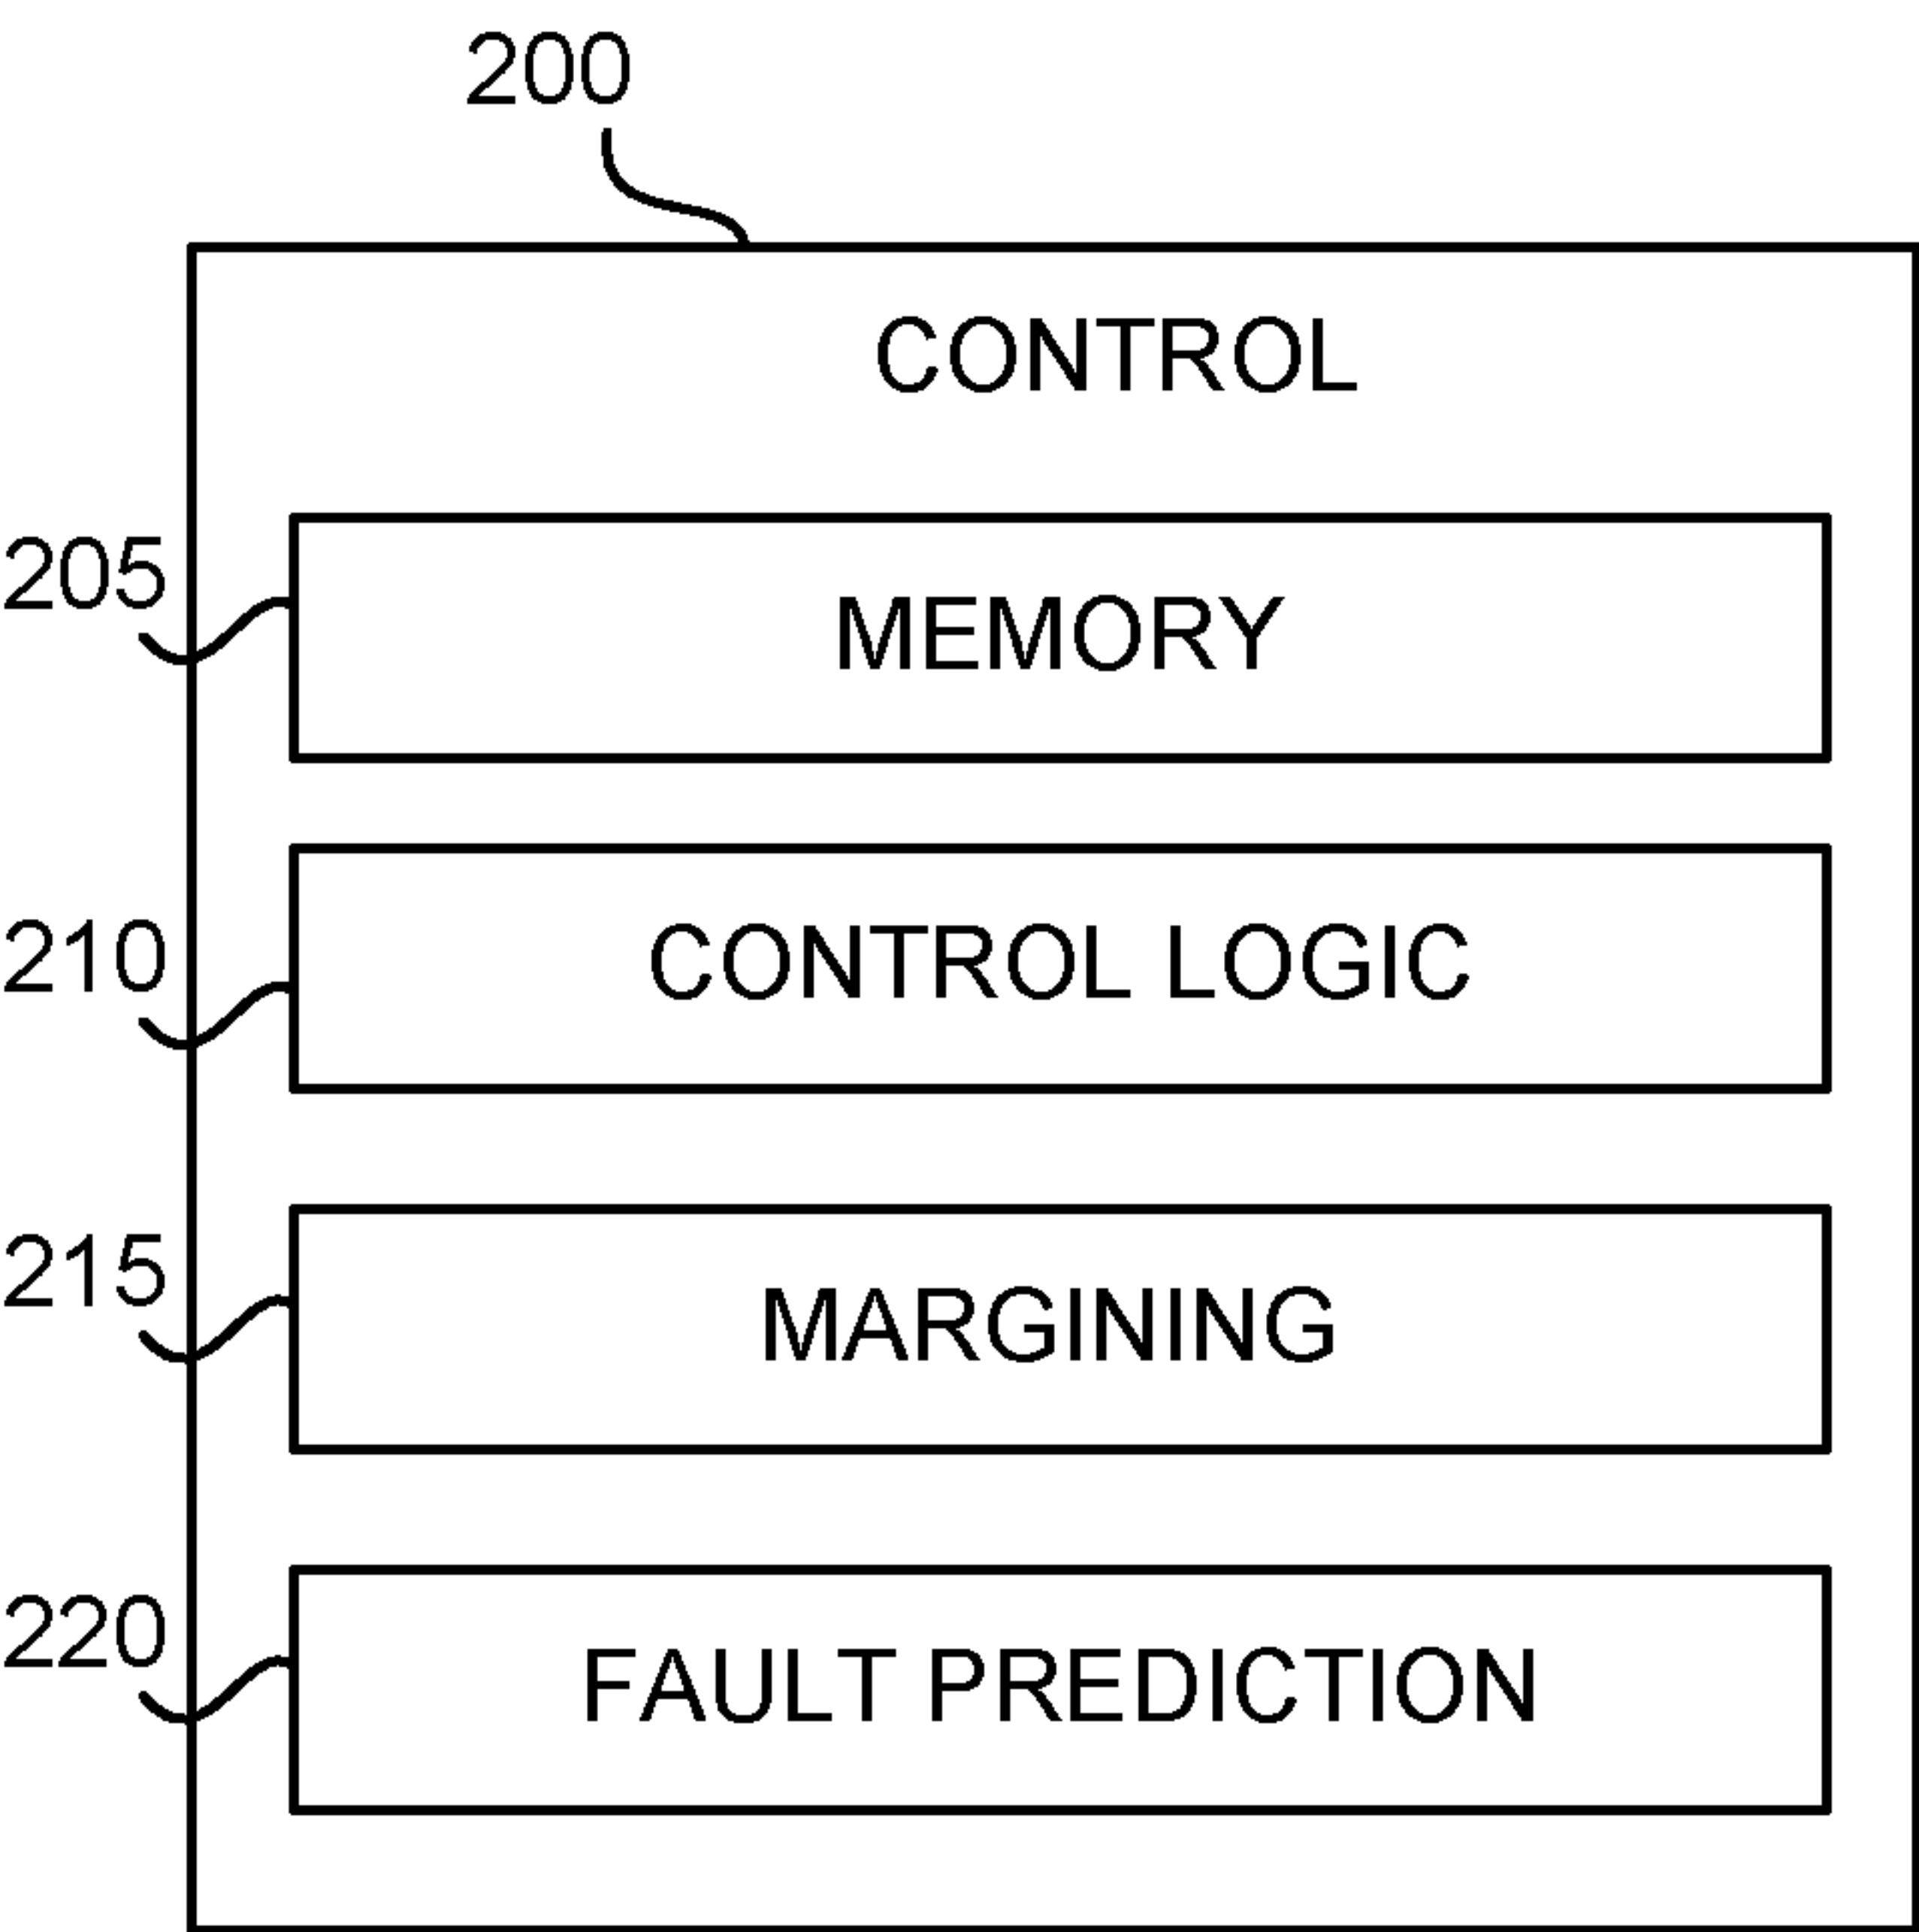 200
CONTROL
205
MEMORY
210
CONTROL LOGIC
215
MARGINING
220
FAULT PREDICTION